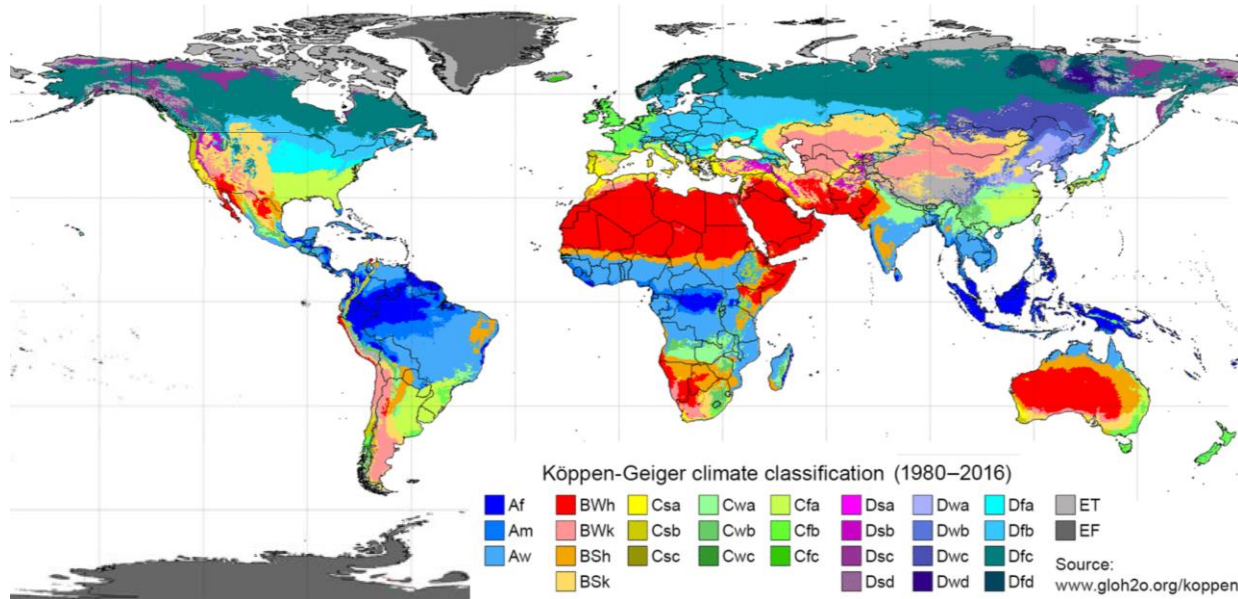 Köppen-Geiger climate classification (1980–2016)
Af BWh Csa Cwa Cfa Dsa Dwa Dfa ET
Am BWk Csb Cwb Cfb Dsb Dwb Dfb EF
Aw BSh Csc Cwc Cfc Dsc Dwc Dfc
BSk Dsd Dwd Dfd
Source:
www.gloh2o.org/koppen